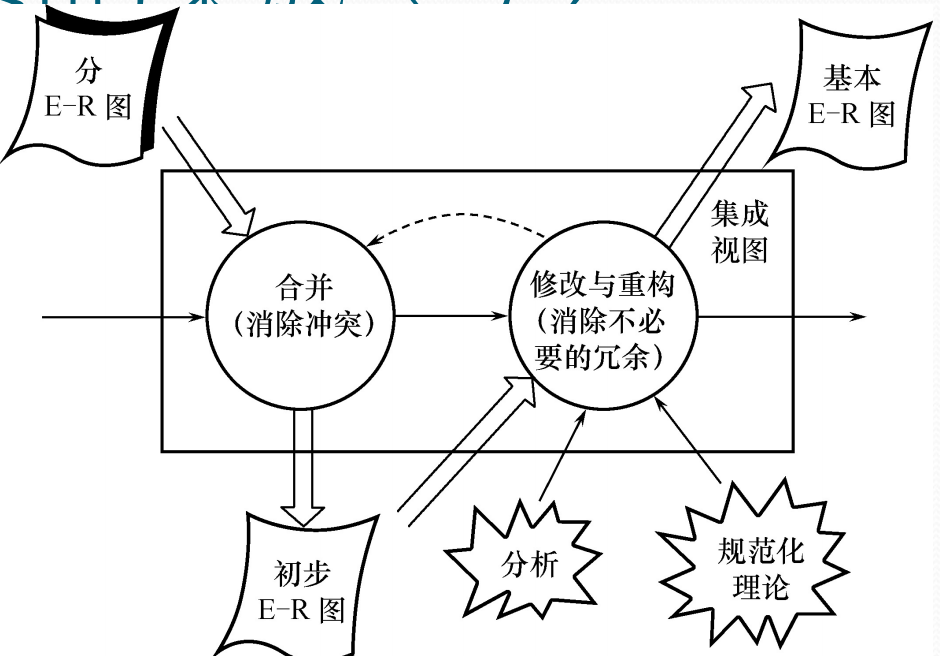 分
E-R 图
基本
E-R 图
集成
视图
合并
（消除冲突）
修改与重构
（消除不必
要的冗余）
初步
E-R 图
分析
规范化
理论